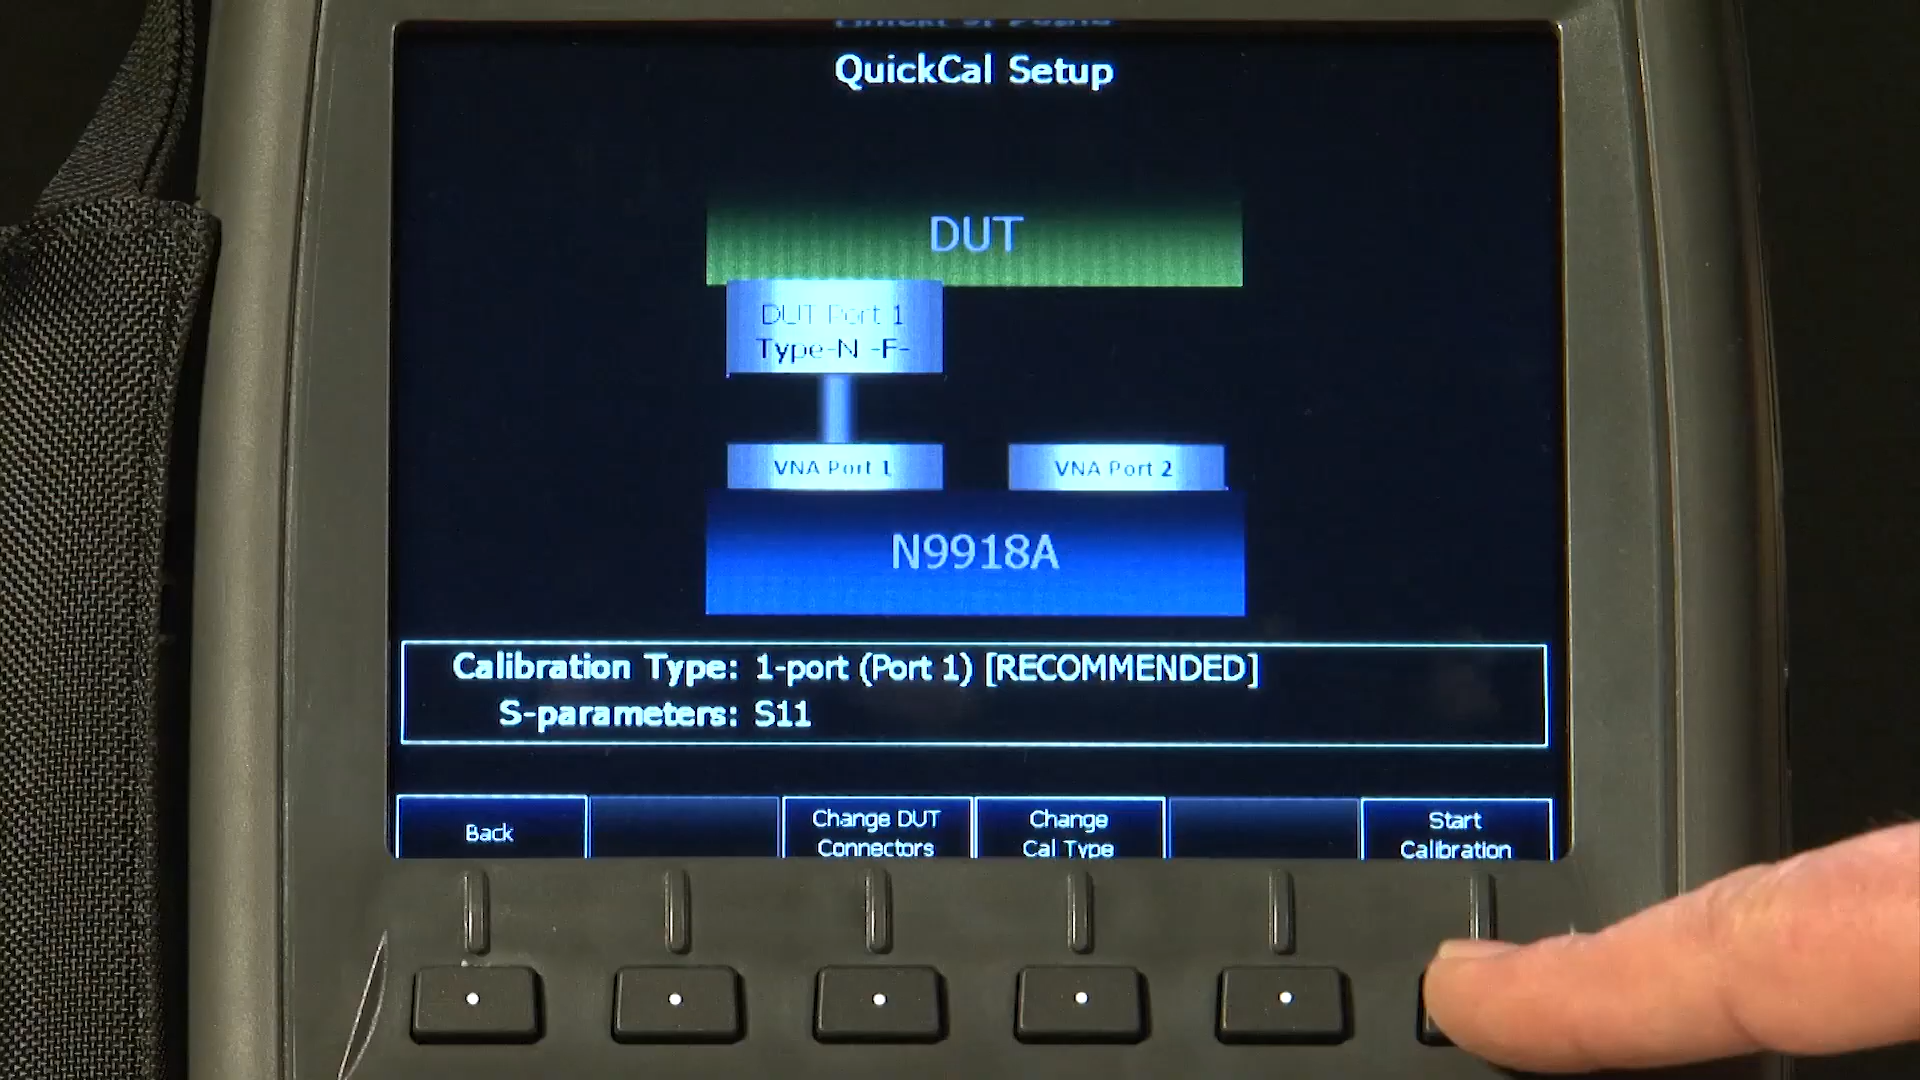 QuickCal Setup
DUT
DUT Port 1
Type-N -F-
VNA Port 1
VNA Port 2
N9918A
Calibration Type: 1-port (Port 1) [RECOMMENDED]
S-parameters: S11
Back
Change DUT
Connectors
Change
Cal Type
Start
Calibration